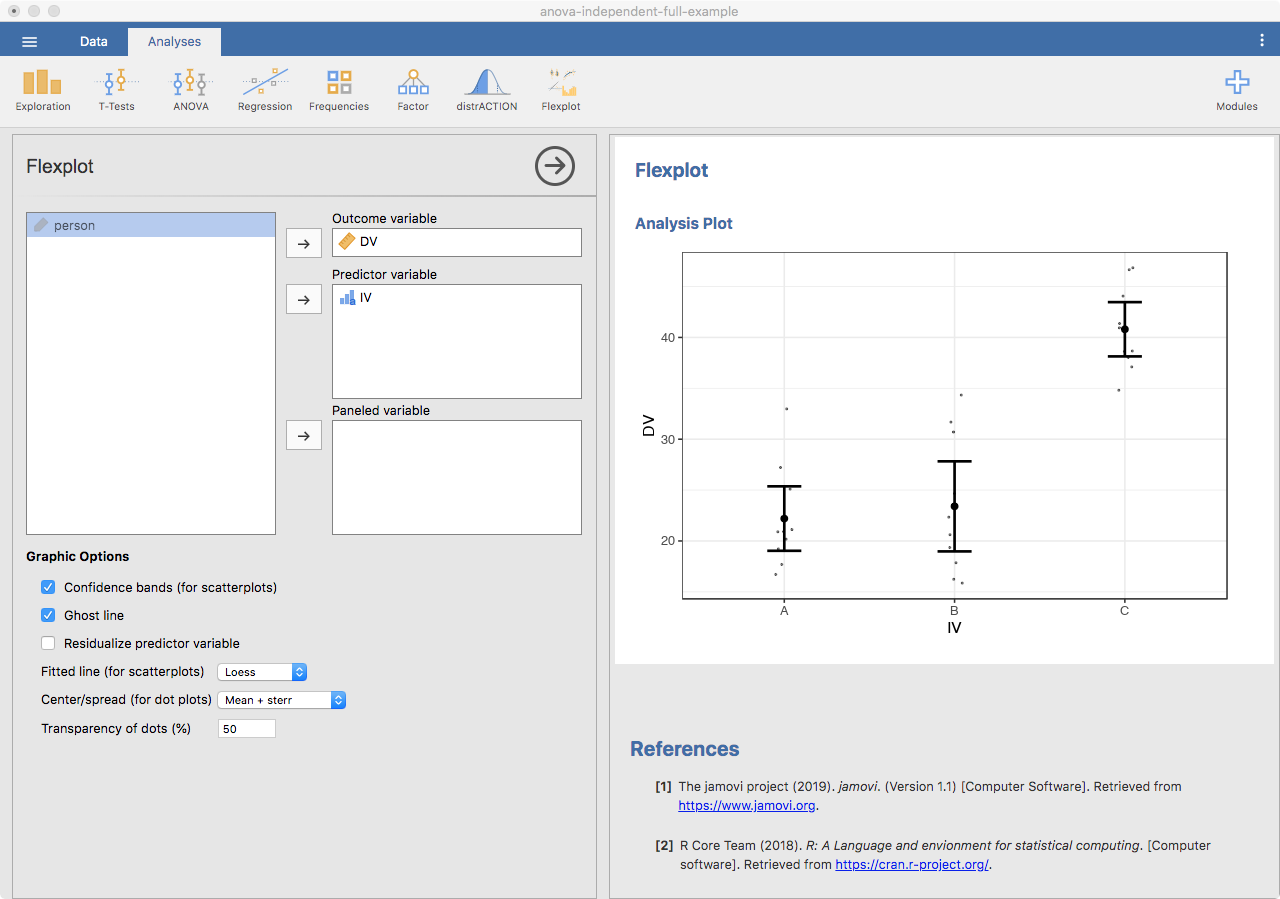 anova-independent-full-example
Data
Analyses
Exploration
T-Tests
ANOVA
Regression
Frequencies
Factor
distrACTION
Flexplot
Modules
Flexplot
person
Outcome variable
DV
Predictor variable
IV
Paneled variable
Graphic Options
Confidence bands (for scatterplots)
Ghost line
Residualize predictor variable
Fitted line (for scatterplots) Loess
Center/spread (for dot plots) Mean + sterr
Transparency of dots (%) 50
Flexplot
Analysis Plot
DV
40
30
20
A B C
IV
References
[1] The jamovi project (2019). jamovi. (Version 1.1) [Computer Software]. Retrieved from
https://www.jamovi.org.
[2] R Core Team (2018). R: A Language and envionment for statistical computing. [Computer
software]. Retrieved from https://cran.r-project.org/.